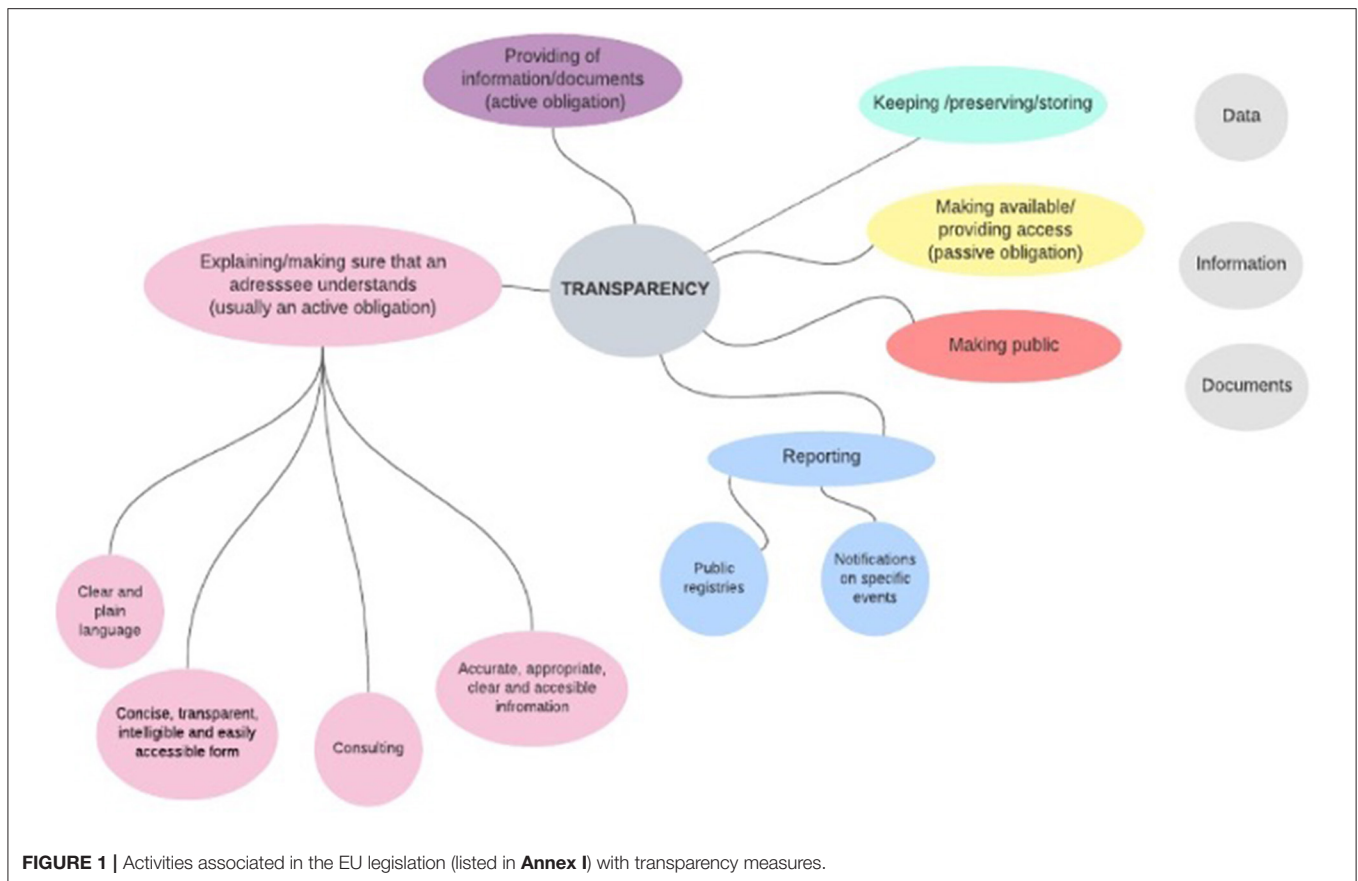 Providing of
information/documents
(active obligation)
Keeping /preserving/storing
Data
Making available/
providing access
(passive obligation)
Information
Explaining/making sure that an
adresssee understands
(usually an active obligation)
TRANSPARENCY
Making public
Documents
Reporting
Public
registries
Notifications
on specific
events
Clear and
plain
language
Concise, transparent,
intelligible and easily
accessible form
Consulting
Accurate, appropriate,
clear and accesible
infromation
FIGURE 1 | Activities associated in the EU legislation (listed in Annex I) with transparency measures.